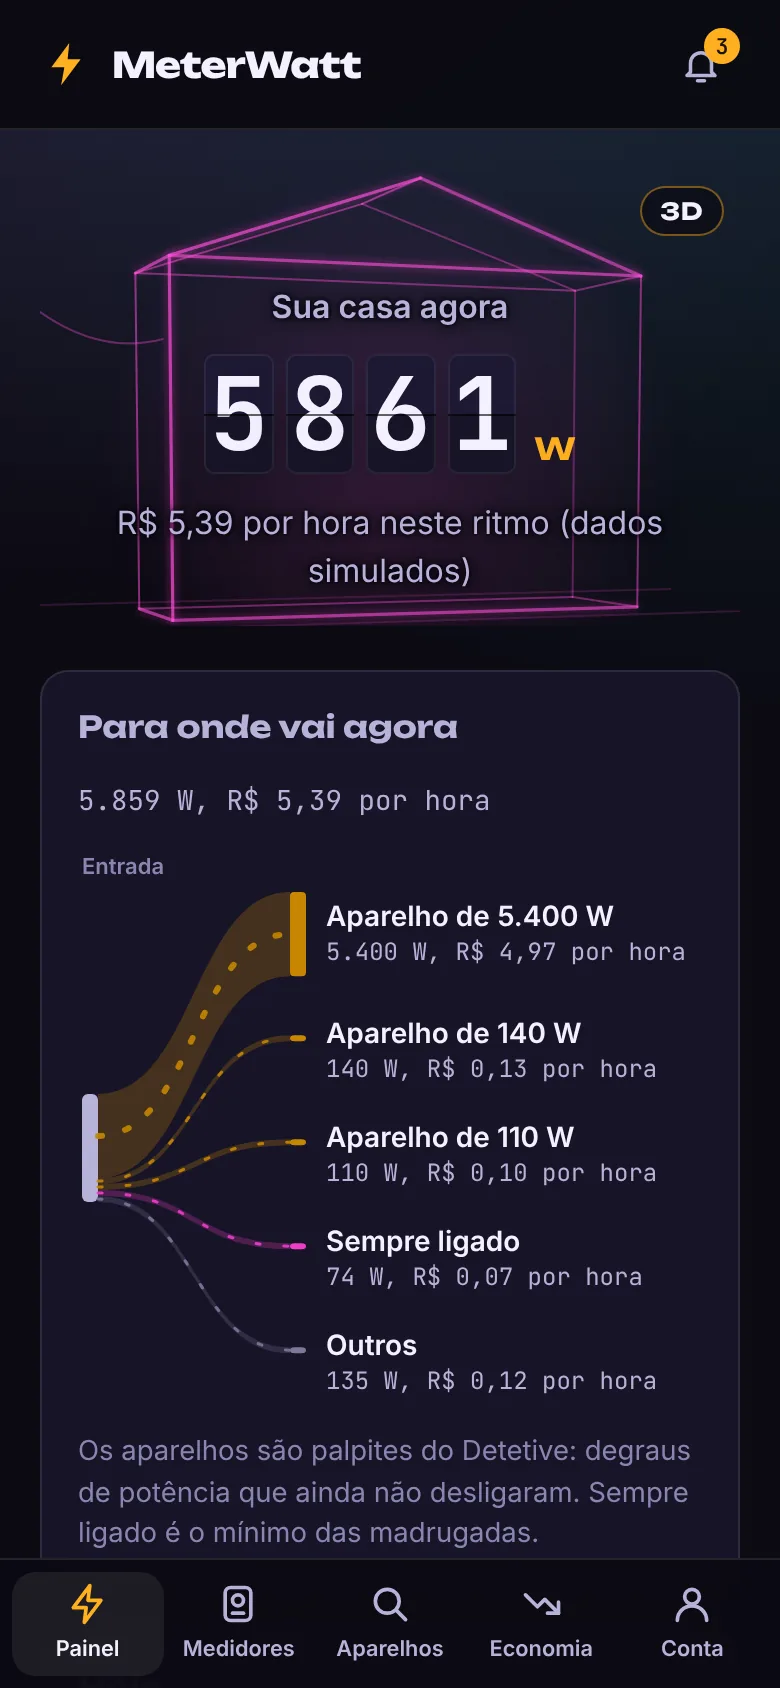 MeterWatt
3
3D
Sua casa agora
5861 W
R$ 5,39 por hora neste ritmo (dados
simulados)
Para onde vai agora
5.859 W, R$ 5,39 por hora
Entrada
Aparelho de 5.400 W
5.400 W, R$ 4,97 por hora
Aparelho de 140 W
140 W, R$ 0,13 por hora
Aparelho de 110 W
110 W, R$ 0,10 por hora
Sempre ligado
74 W, R$ 0,07 por hora
Outros
135 W, R$ 0,12 por hora
Os aparelhos são palpites do Detetive: degraus
de potência que ainda não desligaram. Sempre
ligado é o mínimo das madrugadas.
Painel
Medidores
Aparelhos
Economia
Conta